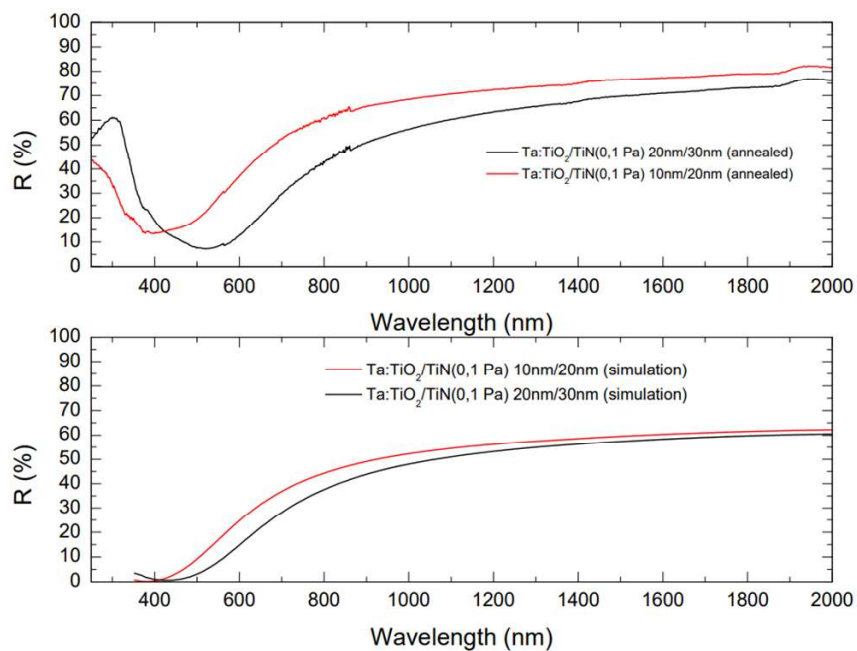 100
90
80
70
60
50
40
30
20
10
0
R (%)
Ta:TiO₂/TiN(0,1 Pa) 20nm/30nm (annealed)
Ta:TiO₂/TiN(0,1 Pa) 10nm/20nm (annealed)
400 600 800 1000 1200 1400 1600 1800 2000
Wavelength (nm)
100
90
80
70
60
50
40
30
20
10
0
R (%)
Ta:TiO₂/TiN(0,1 Pa) 10nm/20nm (simulation)
Ta:TiO₂/TiN(0,1 Pa) 20nm/30nm (simulation)
400 600 800 1000 1200 1400 1600 1800 2000
Wavelength (nm)